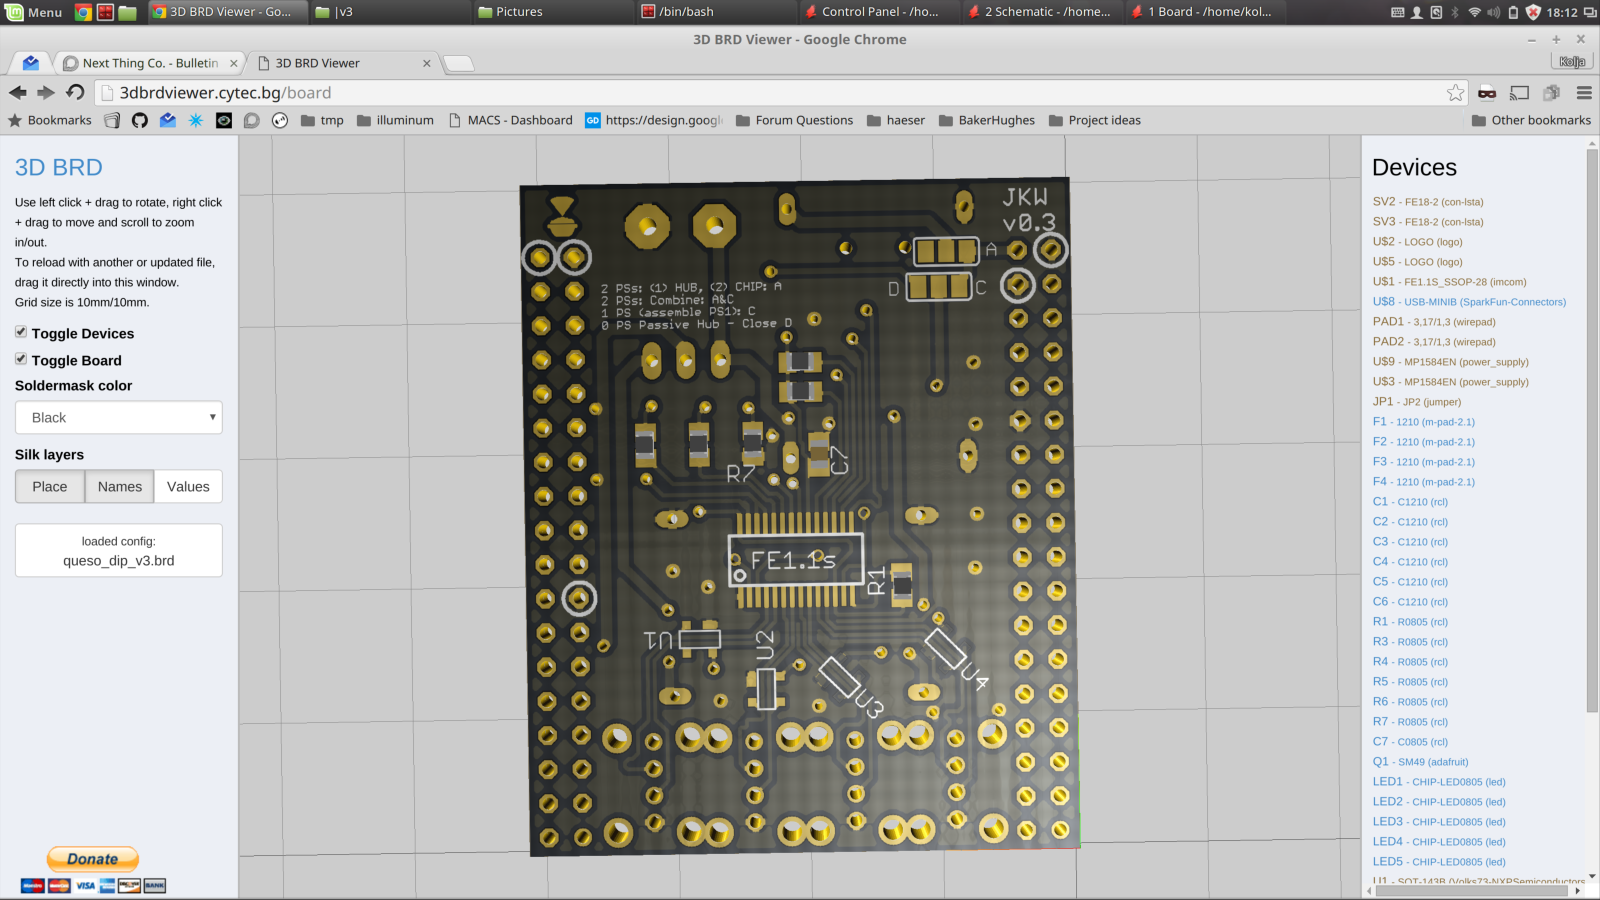 Menu
3D BRD Viewer - Go...
|v3
Pictures
/bin/bash
Control Panel - /ho...
2 Schematic - /home...
1 Board - /home/kol...
18:12
3D BRD Viewer - Google Chrome
Next Thing Co. - Bulletin
3D BRD Viewer
Kolja
3dbrdviewer.cytec.bg/board
Bookmarks
GD
tmp
illuminum
MACS - Dashboard
https://design.googl
Forum Questions
haeser
BakerHughes
Project ideas
Other bookmarks
3D BRD
Use left click + drag to rotate, right click
+ drag to move and scroll to zoom
in/out.
To reload with another or updated file,
drag it directly into this window.
Grid size is 10mm/10mm.
Toggle Devices
Toggle Board
Soldermask color
Black
Silk layers
Place
Names
Values
loaded config:
queso_dip_v3.brd
Donate
VISA
BANK
JKW
v0.3
A
D
C
2 PSs: (1) HUB, (2) CHIP: A
2 PSs: Combine: A&C
1 PS (assemble PS1): C
0 PS Passive Hub - Close D
R7
C7
FE1.1s
R1
U1
U2
U3
U4
Devices
SV2 - FE18-2 (con-lsta)
SV3 - FE18-2 (con-lsta)
U$2 - LOGO (logo)
U$5 - LOGO (logo)
U$1 - FE1.1S_SSOP-28 (imcom)
U$8 - USB-MINIB (SparkFun-Connectors)
PAD1 - 3,17/1,3 (wirepad)
PAD2 - 3,17/1,3 (wirepad)
U$9 - MP1584EN (power_supply)
U$3 - MP1584EN (power_supply)
JP1 - JP2 (jumper)
F1 - 1210 (m-pad-2.1)
F2 - 1210 (m-pad-2.1)
F3 - 1210 (m-pad-2.1)
F4 - 1210 (m-pad-2.1)
C1 - C1210 (rcl)
C2 - C1210 (rcl)
C3 - C1210 (rcl)
C4 - C1210 (rcl)
C5 - C1210 (rcl)
C6 - C1210 (rcl)
R1 - R0805 (rcl)
R3 - R0805 (rcl)
R4 - R0805 (rcl)
R5 - R0805 (rcl)
R6 - R0805 (rcl)
R7 - R0805 (rcl)
C7 - C0805 (rcl)
Q1 - SM49 (adafruit)
LED1 - CHIP-LED0805 (led)
LED2 - CHIP-LED0805 (led)
LED3 - CHIP-LED0805 (led)
LED4 - CHIP-LED0805 (led)
LED5 - CHIP-LED0805 (led)
U1 - SOT-143B (Volks73-NXPSemiconductors